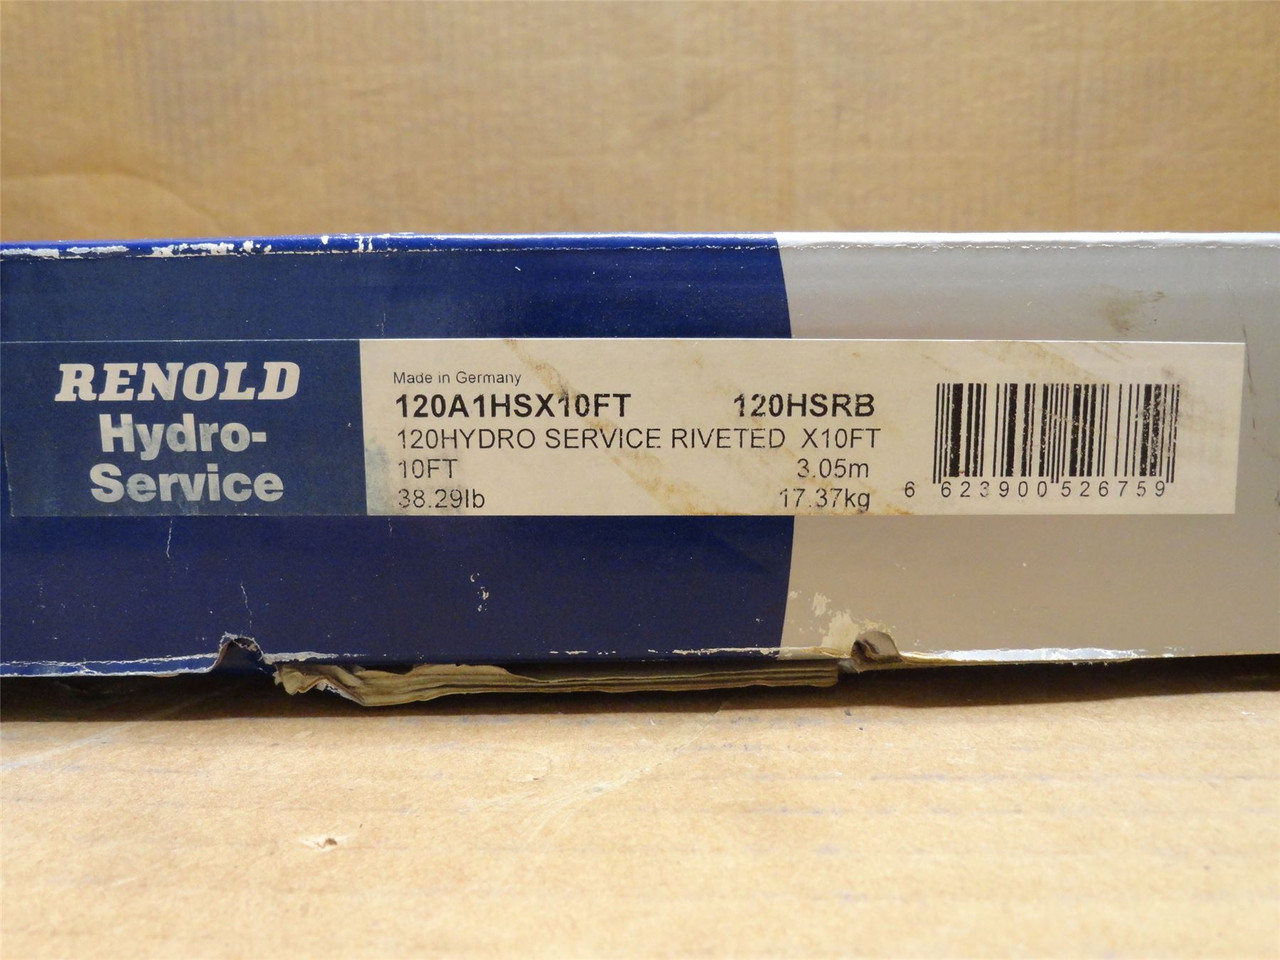 RENOLD
Hydro-
Service
Made in Germany
120A1HSX10FT 120HSRB
120HYDRO SERVICE RIVETED X10FT
10FT 3.05m
38.29lb 17.37kg
6 623900 526759